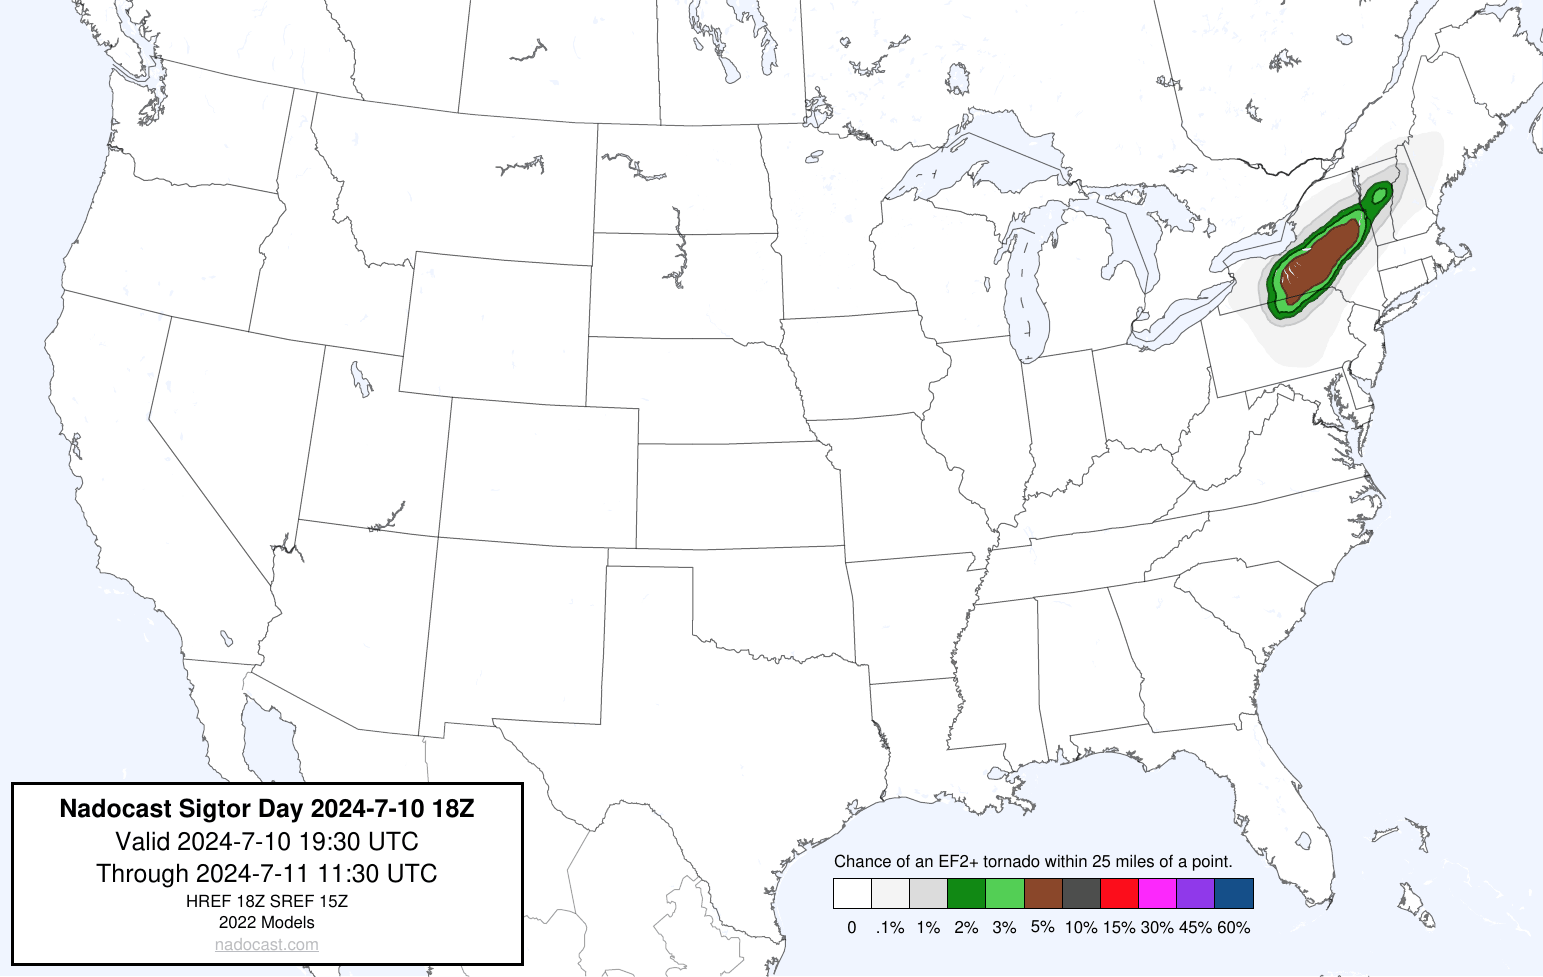 Nadocast Sigtor Day 2024-7-10 18Z
Valid 2024-7-10 19:30 UTC
Through 2024-7-11 11:30 UTC
HREF 18Z SREF 15Z
2022 Models
nadocast.com
Chance of an EF2+ tornado within 25 miles of a point.
0 .1% 1% 2% 3% 5% 10% 15% 30% 45% 60%